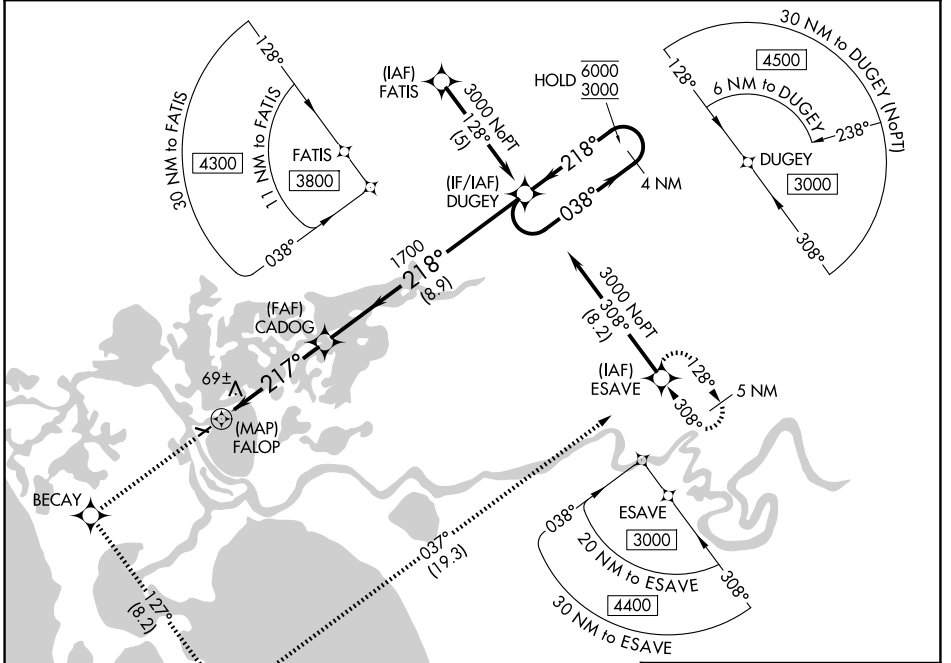 128°
30 NM to FATIS
4300
11 NM to FATIS
FATIS
3800
038°
(IAF)
FATIS
3000 NoPT
128°
(5)
HOLD
6000
3000
218°
038°
4 NM
(IF/IAF)
DUGEY
30 NM to DUGEY (NoPT)
4500
128°
6 NM to DUGEY
238°
DUGEY
3000
308°
1700
218°
(8.9)
(FAF)
CADOG
217°
69±
(MAP)
FALOP
3000 NoPT
308°
(8.2)
(IAF)
ESAVE
128°
308°
5 NM
BECAY
127°
(8.2)
037°
(19.3)
038°
ESAVE
3000
20 NM to ESAVE
308°
4400
30 NM to ESAVE